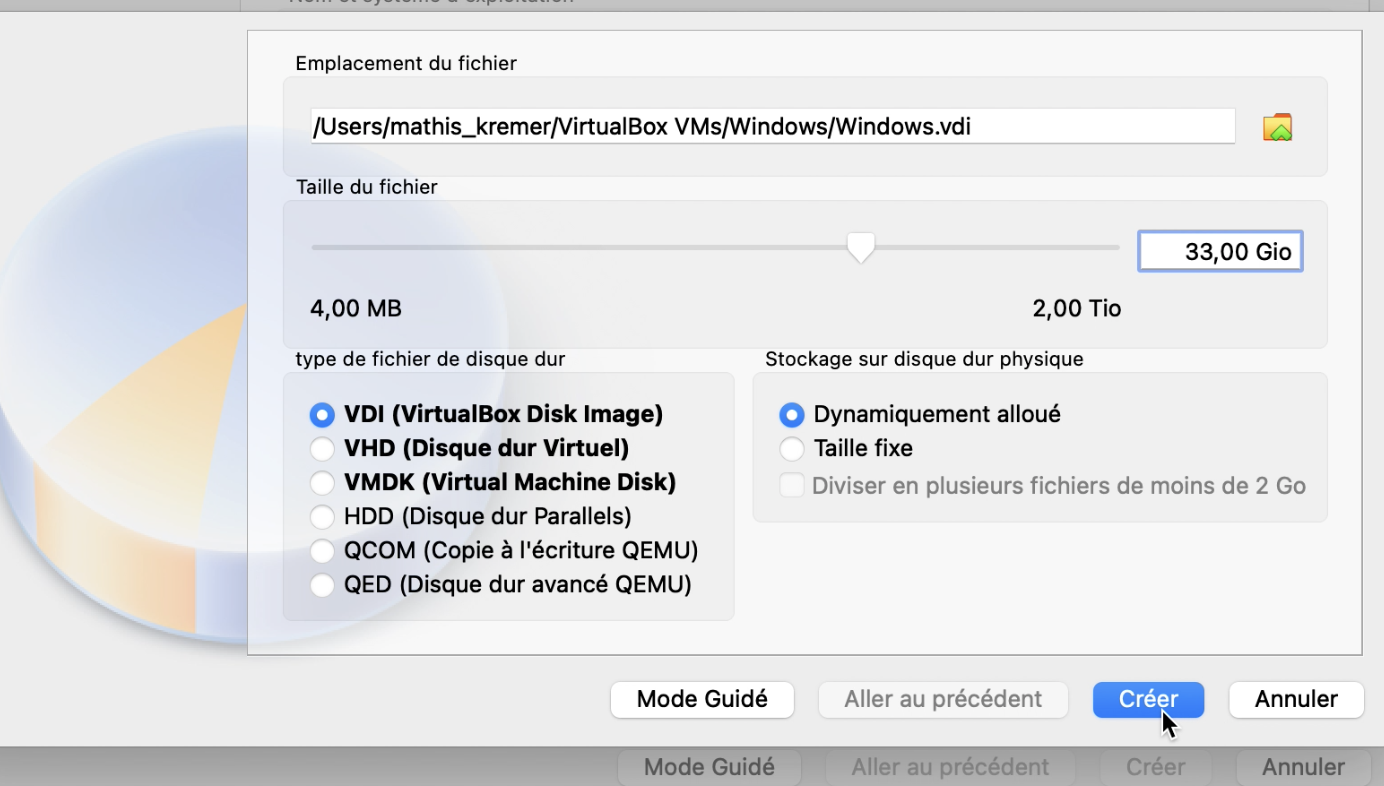 Nom et système d'exploitation
Emplacement du fichier
/Users/mathis_kremer/VirtualBox VMs/Windows/Windows.vdi
Taille du fichier
33,00 Gio
4,00 MB 2,00 Tio
type de fichier de disque dur Stockage sur disque dur physique
VDI (VirtualBox Disk Image) Dynamiquement alloué
VHD (Disque dur Virtuel) Taille fixe
VMDK (Virtual Machine Disk) Diviser en plusieurs fichiers de moins de 2 Go
HDD (Disque dur Parallels)
QCOM (Copie à l'écriture QEMU)
QED (Disque dur avancé QEMU)
Mode Guidé Aller au précédent Créer Annuler
Mode Guidé Aller au précédent Créer Annuler